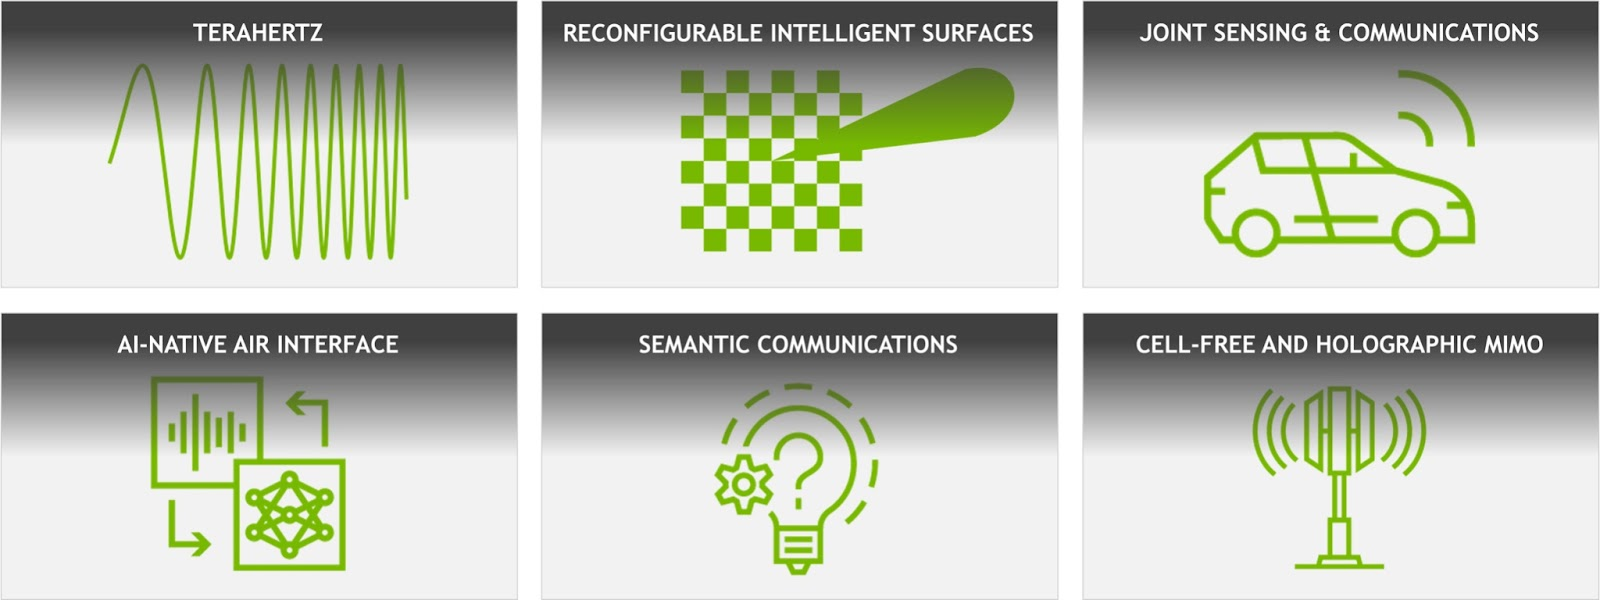 TERAHERTZ
RECONFIGURABLE INTELLIGENT SURFACES
JOINT SENSING & COMMUNICATIONS
AI-NATIVE AIR INTERFACE
SEMANTIC COMMUNICATIONS
CELL-FREE AND HOLOGRAPHIC MIMO